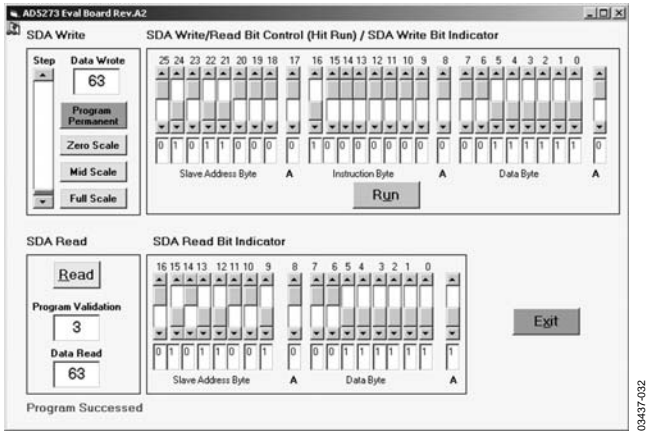 AD5273 Eval Board Rev.A2
SDA Write
SDA Write/Read Bit Control (Hit Run) / SDA Write Bit Indicator
Step
Data Wrote
63
Program
Permanent
Zero Scale
Mid Scale
Full Scale
25 24 23 22 21 20 19 18 17 16 15 14 13 12 11 10 9 8 7 6 5 4 3 2 1 0
0 1 0 1 1 0 0 0 0 1 0 0 0 0 0 0 0 0 0 0 1 1 1 1 1 1 0
Slave Address Byte A Instruction Byte A Data Byte A
Run
SDA Read
Read
Program Validation
3
Data Read
63
SDA Read Bit Indicator
16 15 14 13 12 11 10 9 8 7 6 5 4 3 2 1 0
0 1 0 1 1 0 0 1 0 1 1 1 1 1 1 1 1 1
Slave Address Byte A Data Byte A
Exit
Program Successed
03437-032